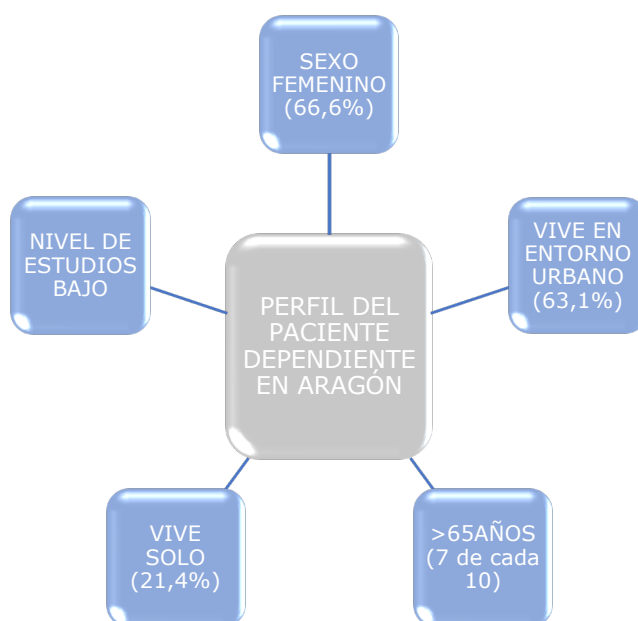 SEXO
FEMENINO
(66,6%)
NIVEL DE
ESTUDIOS
BAJO
VIVE EN
ENTORNO
URBANO
(63,1%)
PERFIL DEL
PACIENTE
DEPENDIENTE
EN ARAGÓN
VIVE
SOLO
(21,4%)
>65AÑOS
(7 de cada
10)